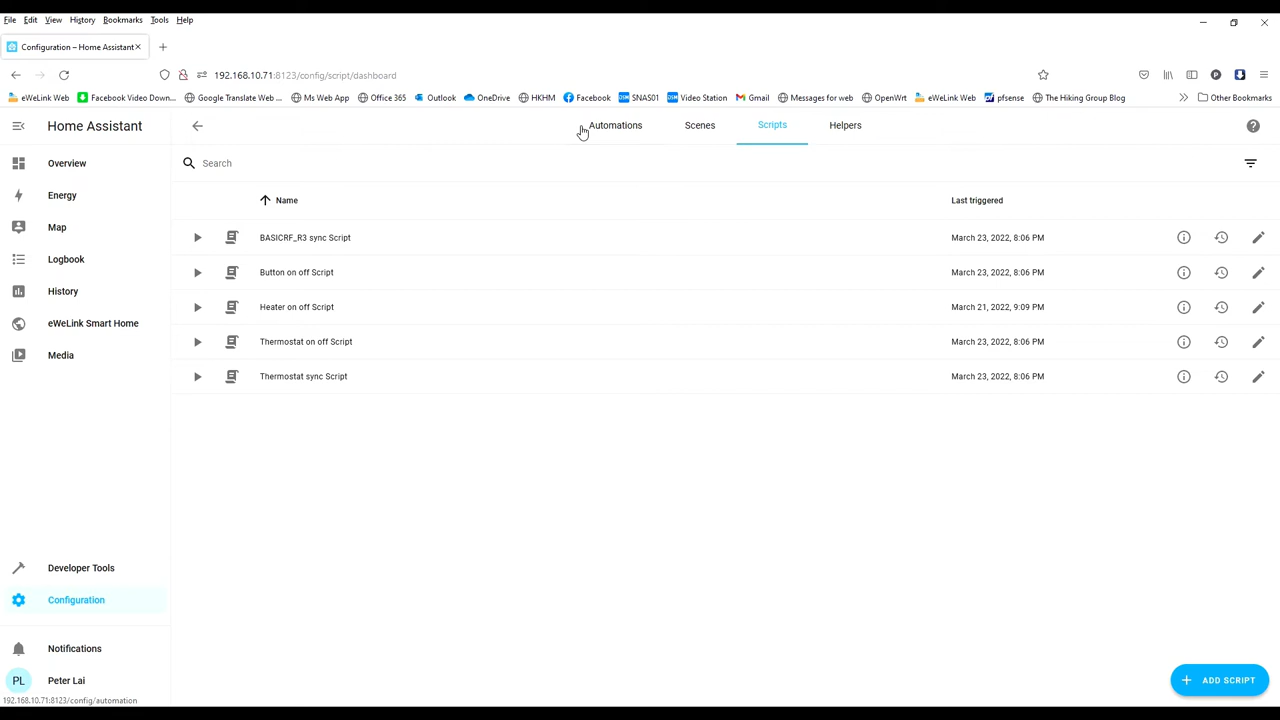 File Edit View History Bookmarks Tools Help
Configuration – Home Assistant
192.168.10.71:8123/config/script/dashboard
eWeLink Web Facebook Video Down... Google Translate Web ... Ms Web App Office 365 Outlook OneDrive HKHM Facebook SNAS01 Video Station Gmail Messages for web OpenWrt eWeLink Web pfsense The Hiking Group Blog Other Bookmarks
Home Assistant
Automations Scenes Scripts Helpers
Overview
Search
Energy
Name Last triggered
Map
BASICRF_R3 sync Script March 23, 2022, 8:06 PM
Logbook
Button on off Script March 23, 2022, 8:06 PM
History
Heater on off Script March 21, 2022, 9:09 PM
eWeLink Smart Home
Thermostat on off Script March 23, 2022, 8:06 PM
Media
Thermostat sync Script March 23, 2022, 8:06 PM
Developer Tools
Configuration
Notifications
PL Peter Lai
ADD SCRIPT
192.168.10.71:8123/config/automation